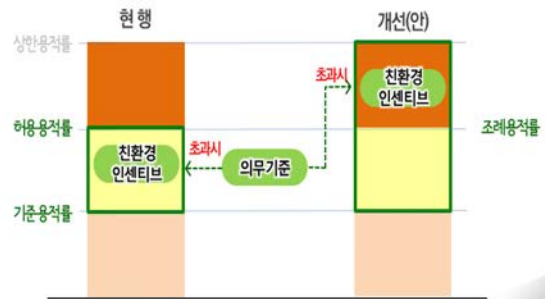 현 행
개선(안)
상한용적률
초과시
친환경
인센티브
허용용적률
조례용적률
초과시
친환경
인센티브
의무기준
기준용적률